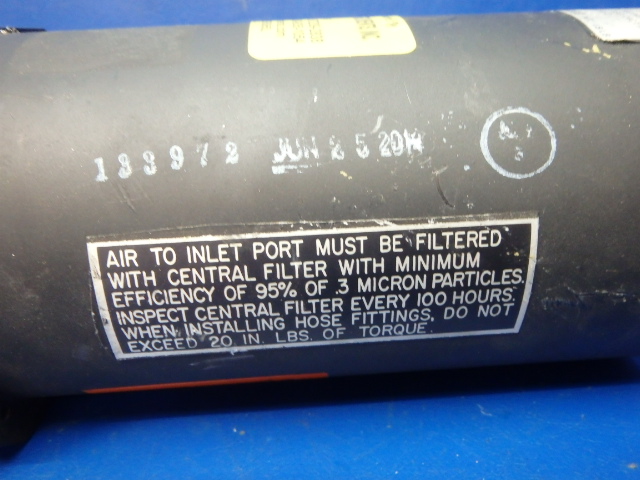 133972 JUN 25
AIR TO INLET PORT MUST BE FILTERED
WITH CENTRAL FILTER WITH MINIMUM
EFFICIENCY OF 95% OF .3 MICRON PARTICLES.
INSPECT CENTRAL FILTER EVERY 100 HOURS.
WHEN INSTALLING HOSE FITTINGS, DO NOT
EXCEED 20 IN. LBS. OF TORQUE.